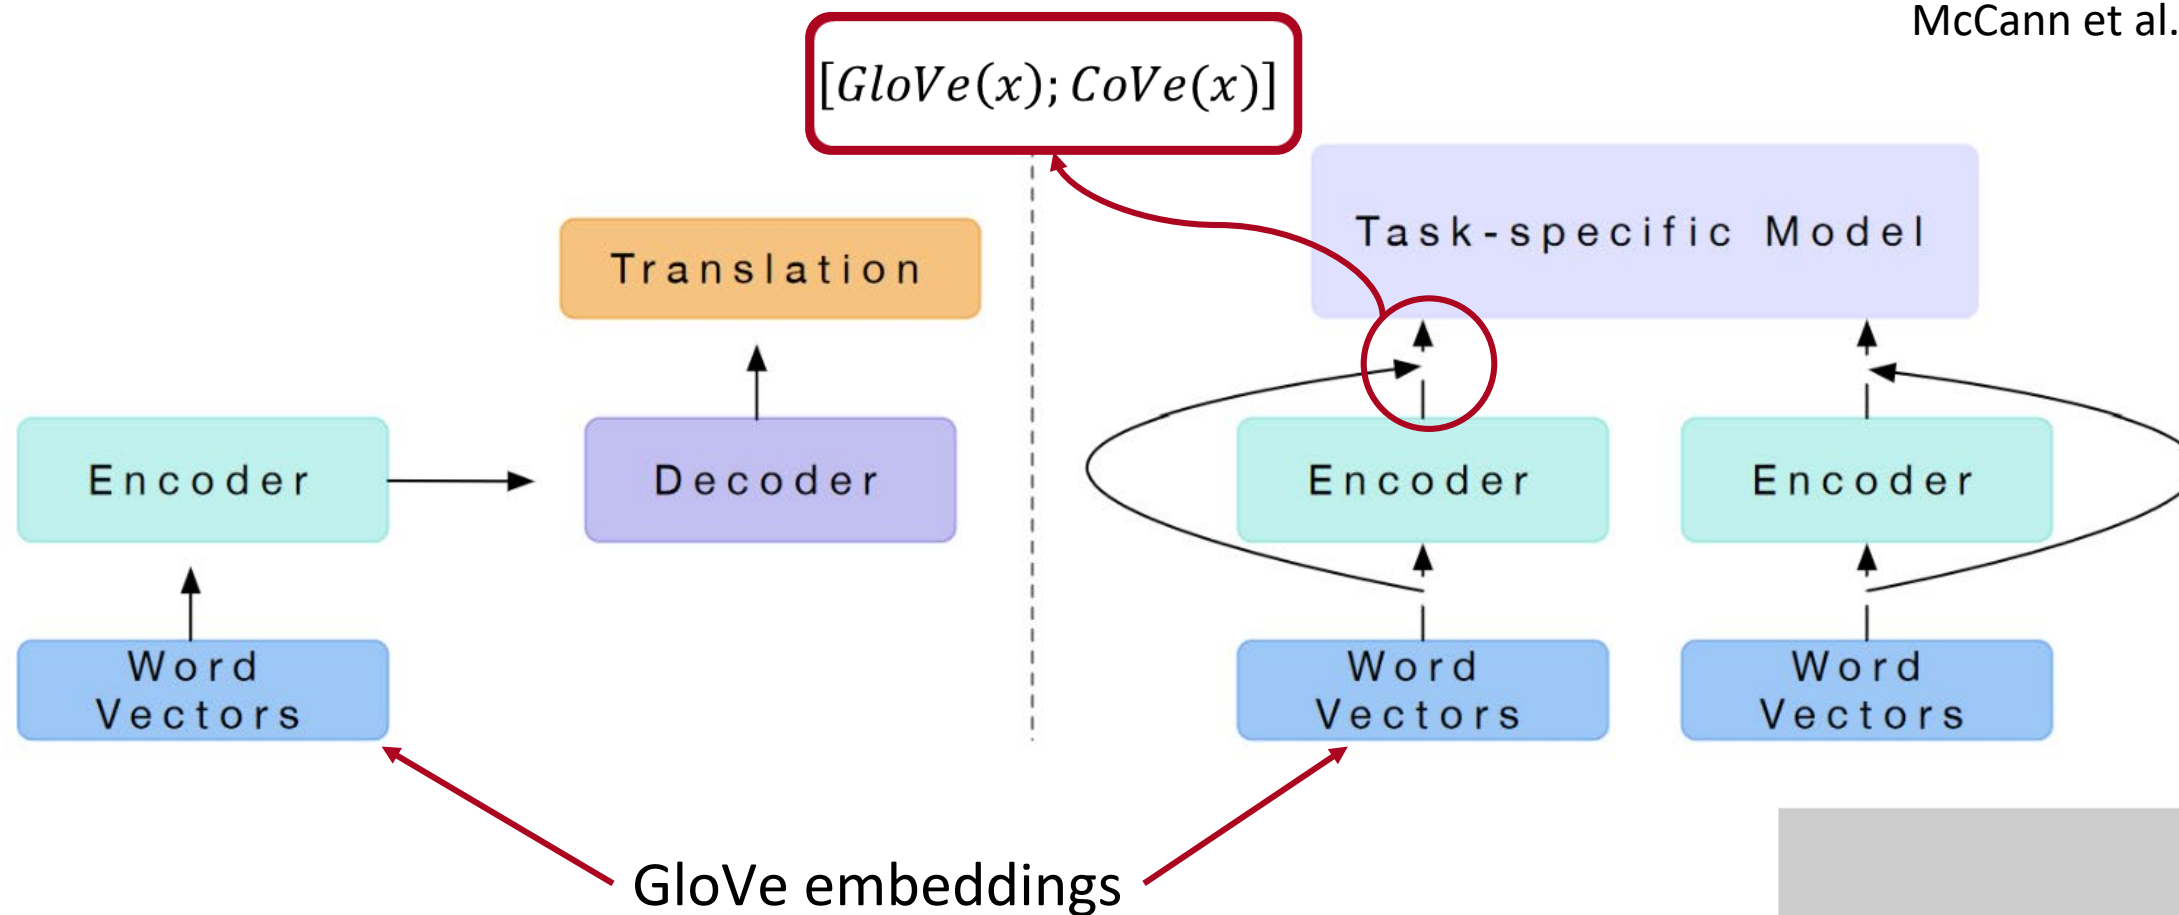 McCann et al.
[GloVe(x); CoVe(x)]
Task-specific Model
Translation
Encoder
Decoder
Encoder
Encoder
Word
Vectors
Word
Vectors
Word
Vectors
GloVe embeddings